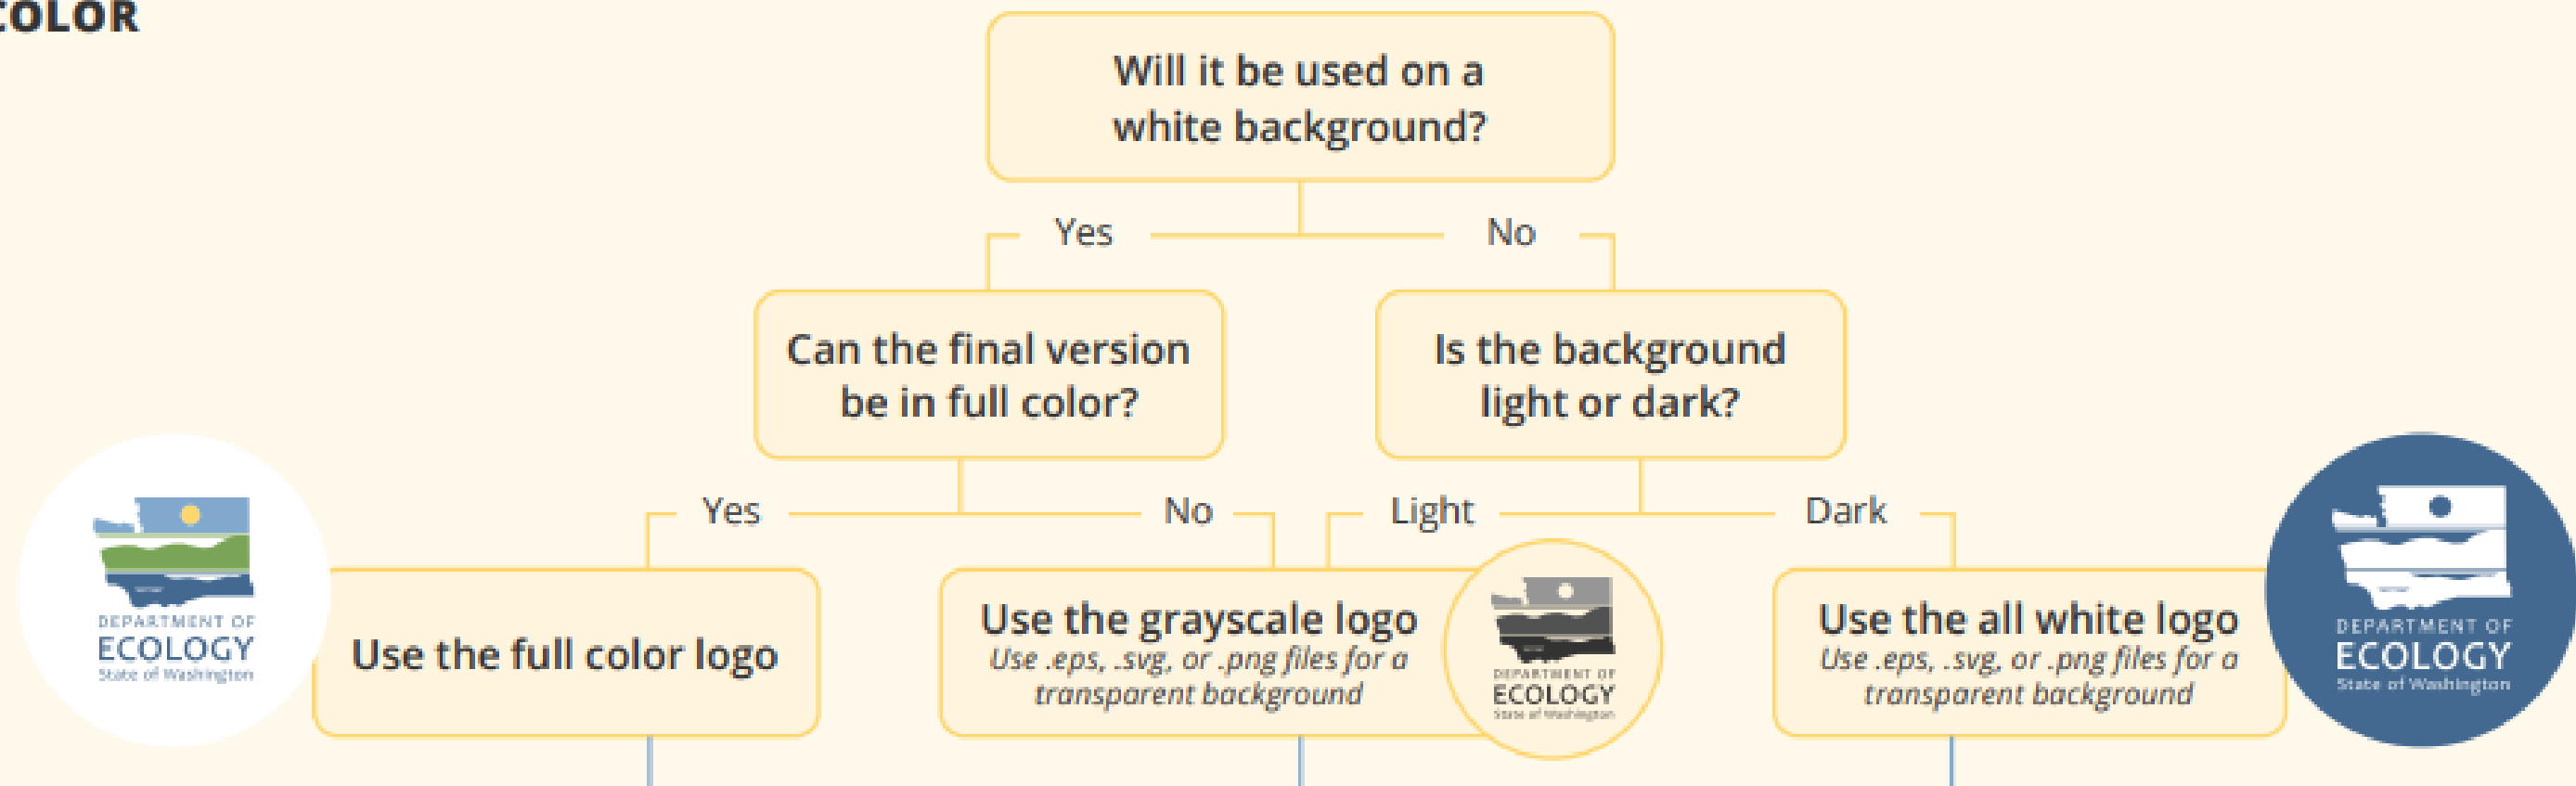 COLOR
Will it be used on a
white background?
Yes
No
Can the final version
be in full color?
Is the background
light or dark?
Yes
No
Light
Dark
DEPARTMENT OF
ECOLOGY
State of Washington
Use the full color logo
Use the grayscale logo
Use .eps, .svg, or .png files for a
transparent background
DEPARTMENT OF
ECOLOGY
State of Washington
Use the all white logo
Use .eps, .svg, or .png files for a
transparent background
DEPARTMENT OF
ECOLOGY
State of Washington